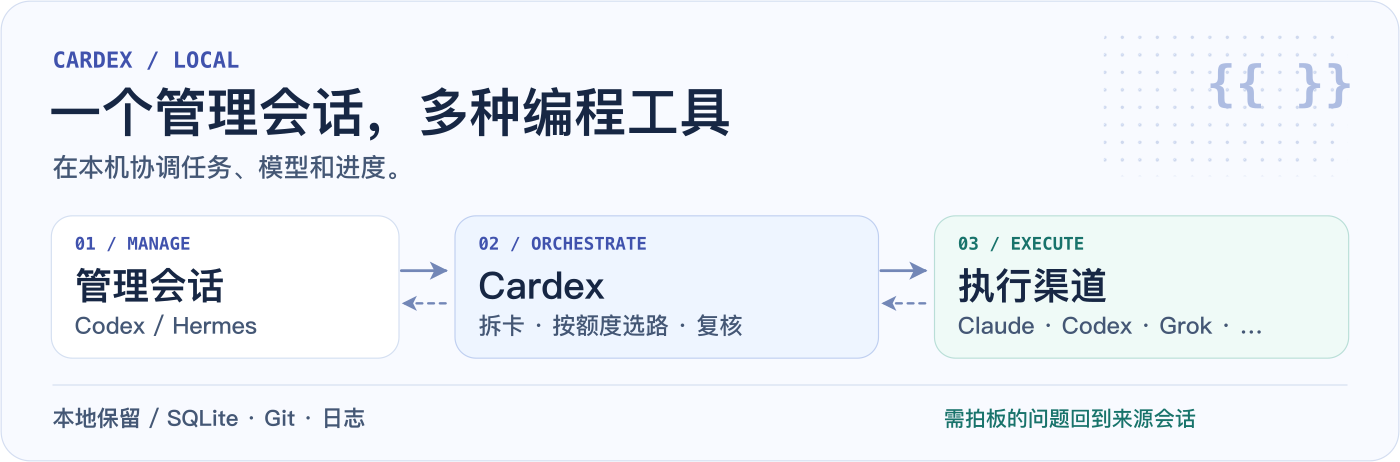 CARDEX / LOCAL
{{ }}
一个管理会话，多种编程工具
在本机协调任务、模型和进度。
01 / MANAGE
管理会话
Codex / Hermes
02 / ORCHESTRATE
Cardex
拆卡 · 按额度选路 · 复核
03 / EXECUTE
执行渠道
Claude · Codex · Grok · …
本地保留 / SQLite · Git · 日志
需拍板的问题回到来源会话